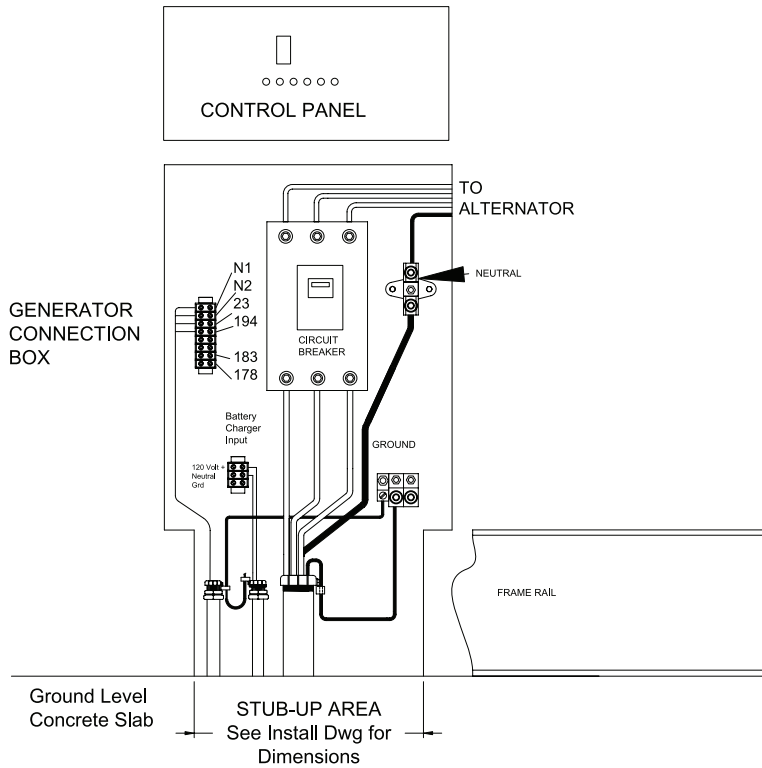 CONTROL PANEL
TO
ALTERNATOR
NEUTRAL
N1
N2
23
194
183
178
GENERATOR
CONNECTION
BOX
CIRCUIT
BREAKER
Battery
Charger
Input
120 Volt +
Neutral
Grd
GROUND
FRAME RAIL
Ground Level
Concrete Slab
STUB-UP AREA
See Install Dwg for
Dimensions